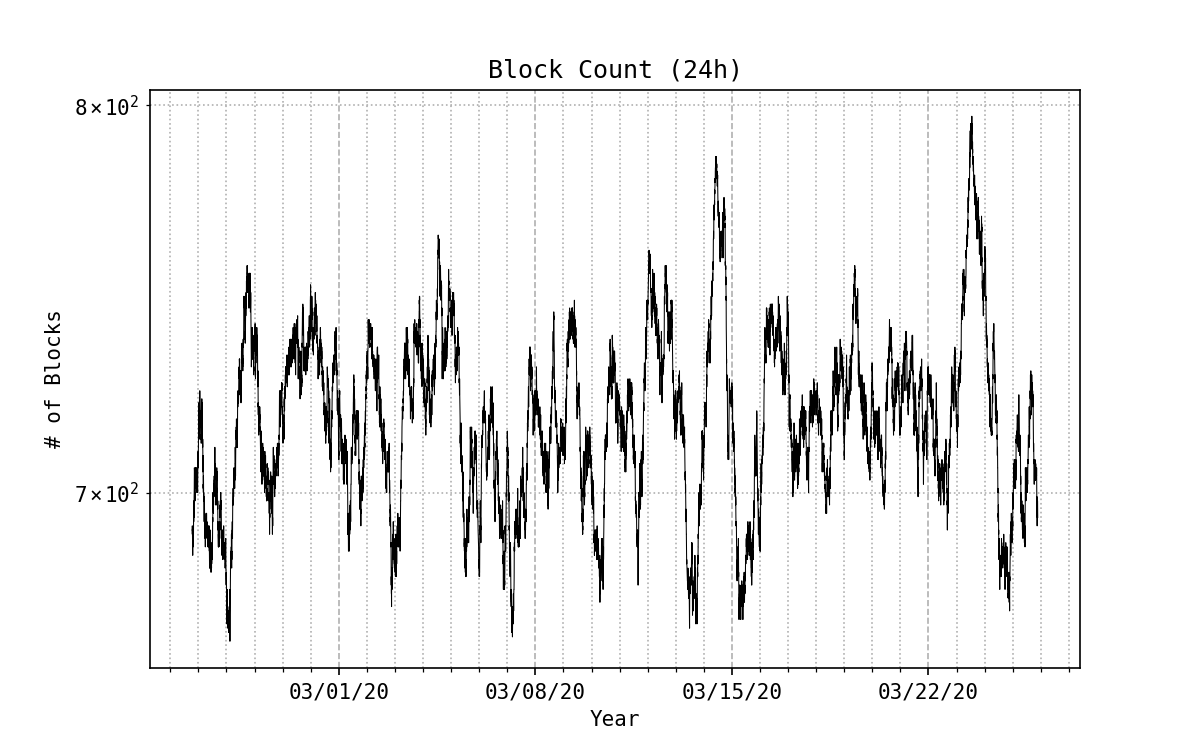 Block Count (24h)
8×10²
# of Blocks
7×10²
03/01/20 03/08/20 03/15/20 03/22/20
Year